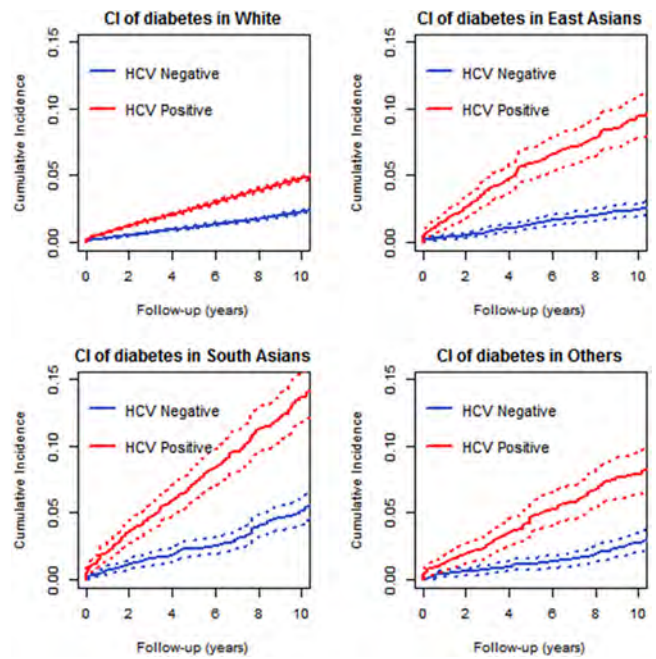 CI of diabetes in White
0.15
0.10
0.05
0.00
Cumulative Incidence
HCV Negative
HCV Positive
0 2 4 6 8 10
Follow-up (years)
CI of diabetes in East Asians
0.15
0.10
0.05
0.00
Cumulative Incidence
HCV Negative
HCV Positive
0 2 4 6 8 10
Follow-up (years)
CI of diabetes in South Asians
0.15
0.10
0.05
0.00
Cumulative Incidence
HCV Negative
HCV Positive
0 2 4 6 8 10
Follow-up (years)
CI of diabetes in Others
0.15
0.10
0.05
0.00
Cumulative Incidence
HCV Negative
HCV Positive
0 2 4 6 8 10
Follow-up (years)